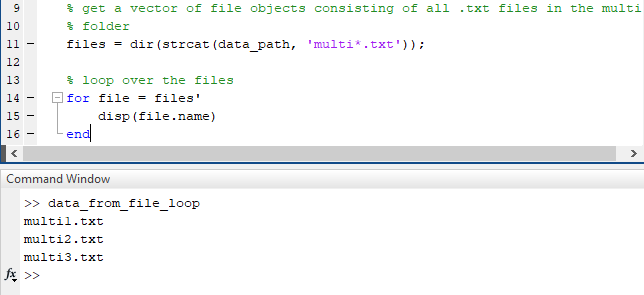 9 % get a vector of file objects consisting of all .txt files in the multi
10 % folder
11 – files = dir(strcat(data_path, 'multi*.txt'));
12
13 % loop over the files
14 – for file = files'
15 – disp(file.name)
16 – end
Command Window
>> data_from_file_loop
multi1.txt
multi2.txt
multi3.txt
fx >>